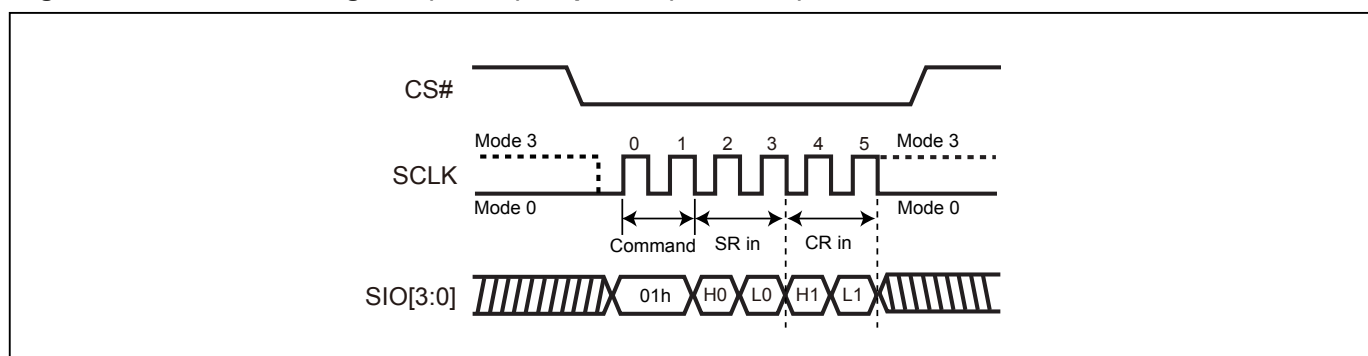 CS#
Mode 3 0 1 2 3 4 5 Mode 3
SCLK
Mode 0 Mode 0
Command SR in CR in
SIO[3:0] 01h H0 L0 H1 L1